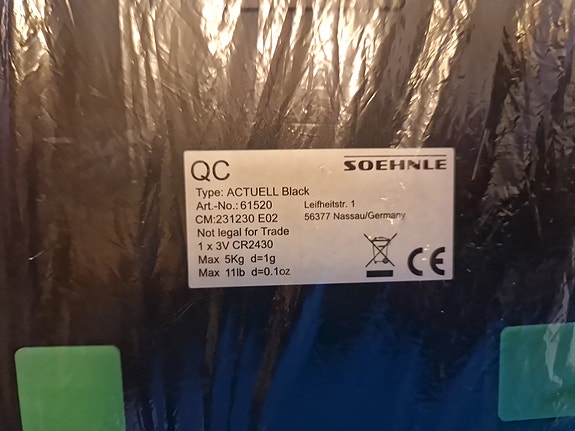 QC
SOEHNLE
Type: ACTUELL Black
Art.-No.: 61520
Leifheitstr. 1
CM:231230 E02
56377 Nassau/Germany
Not legal for Trade
1 x 3V CR2430
Max 5Kg d=1g
Max 11lb d=0.1oz
CE